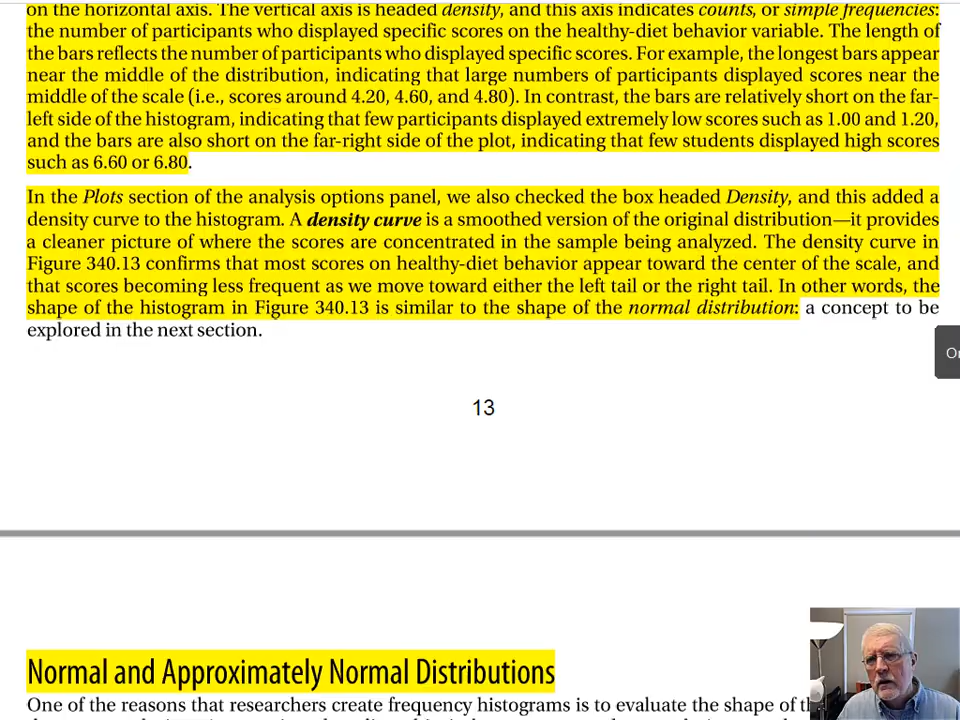 on the horizontal axis. The vertical axis is headed density, and this axis indicates counts, or simple frequencies:
the number of participants who displayed specific scores on the healthy-diet behavior variable. The length of
the bars reflects the number of participants who displayed specific scores. For example, the longest bars appear
near the middle of the distribution, indicating that large numbers of participants displayed scores near the
middle of the scale (i.e., scores around 4.20, 4.60, and 4.80). In contrast, the bars are relatively short on the far-
left side of the histogram, indicating that few participants displayed extremely low scores such as 1.00 and 1.20,
and the bars are also short on the far-right side of the plot, indicating that few students displayed high scores
such as 6.60 or 6.80.
In the Plots section of the analysis options panel, we also checked the box headed Density, and this added a
density curve to the histogram. A density curve is a smoothed version of the original distribution—it provides
a cleaner picture of where the scores are concentrated in the sample being analyzed. The density curve in
Figure 340.13 confirms that most scores on healthy-diet behavior appear toward the center of the scale, and
that scores becoming less frequent as we move toward either the left tail or the right tail. In other words, the
shape of the histogram in Figure 340.13 is similar to the shape of the normal distribution: a concept to be
explored in the next section.
13
Normal and Approximately Normal Distributions
One of the reasons that researchers create frequency histograms is to evaluate the shape of